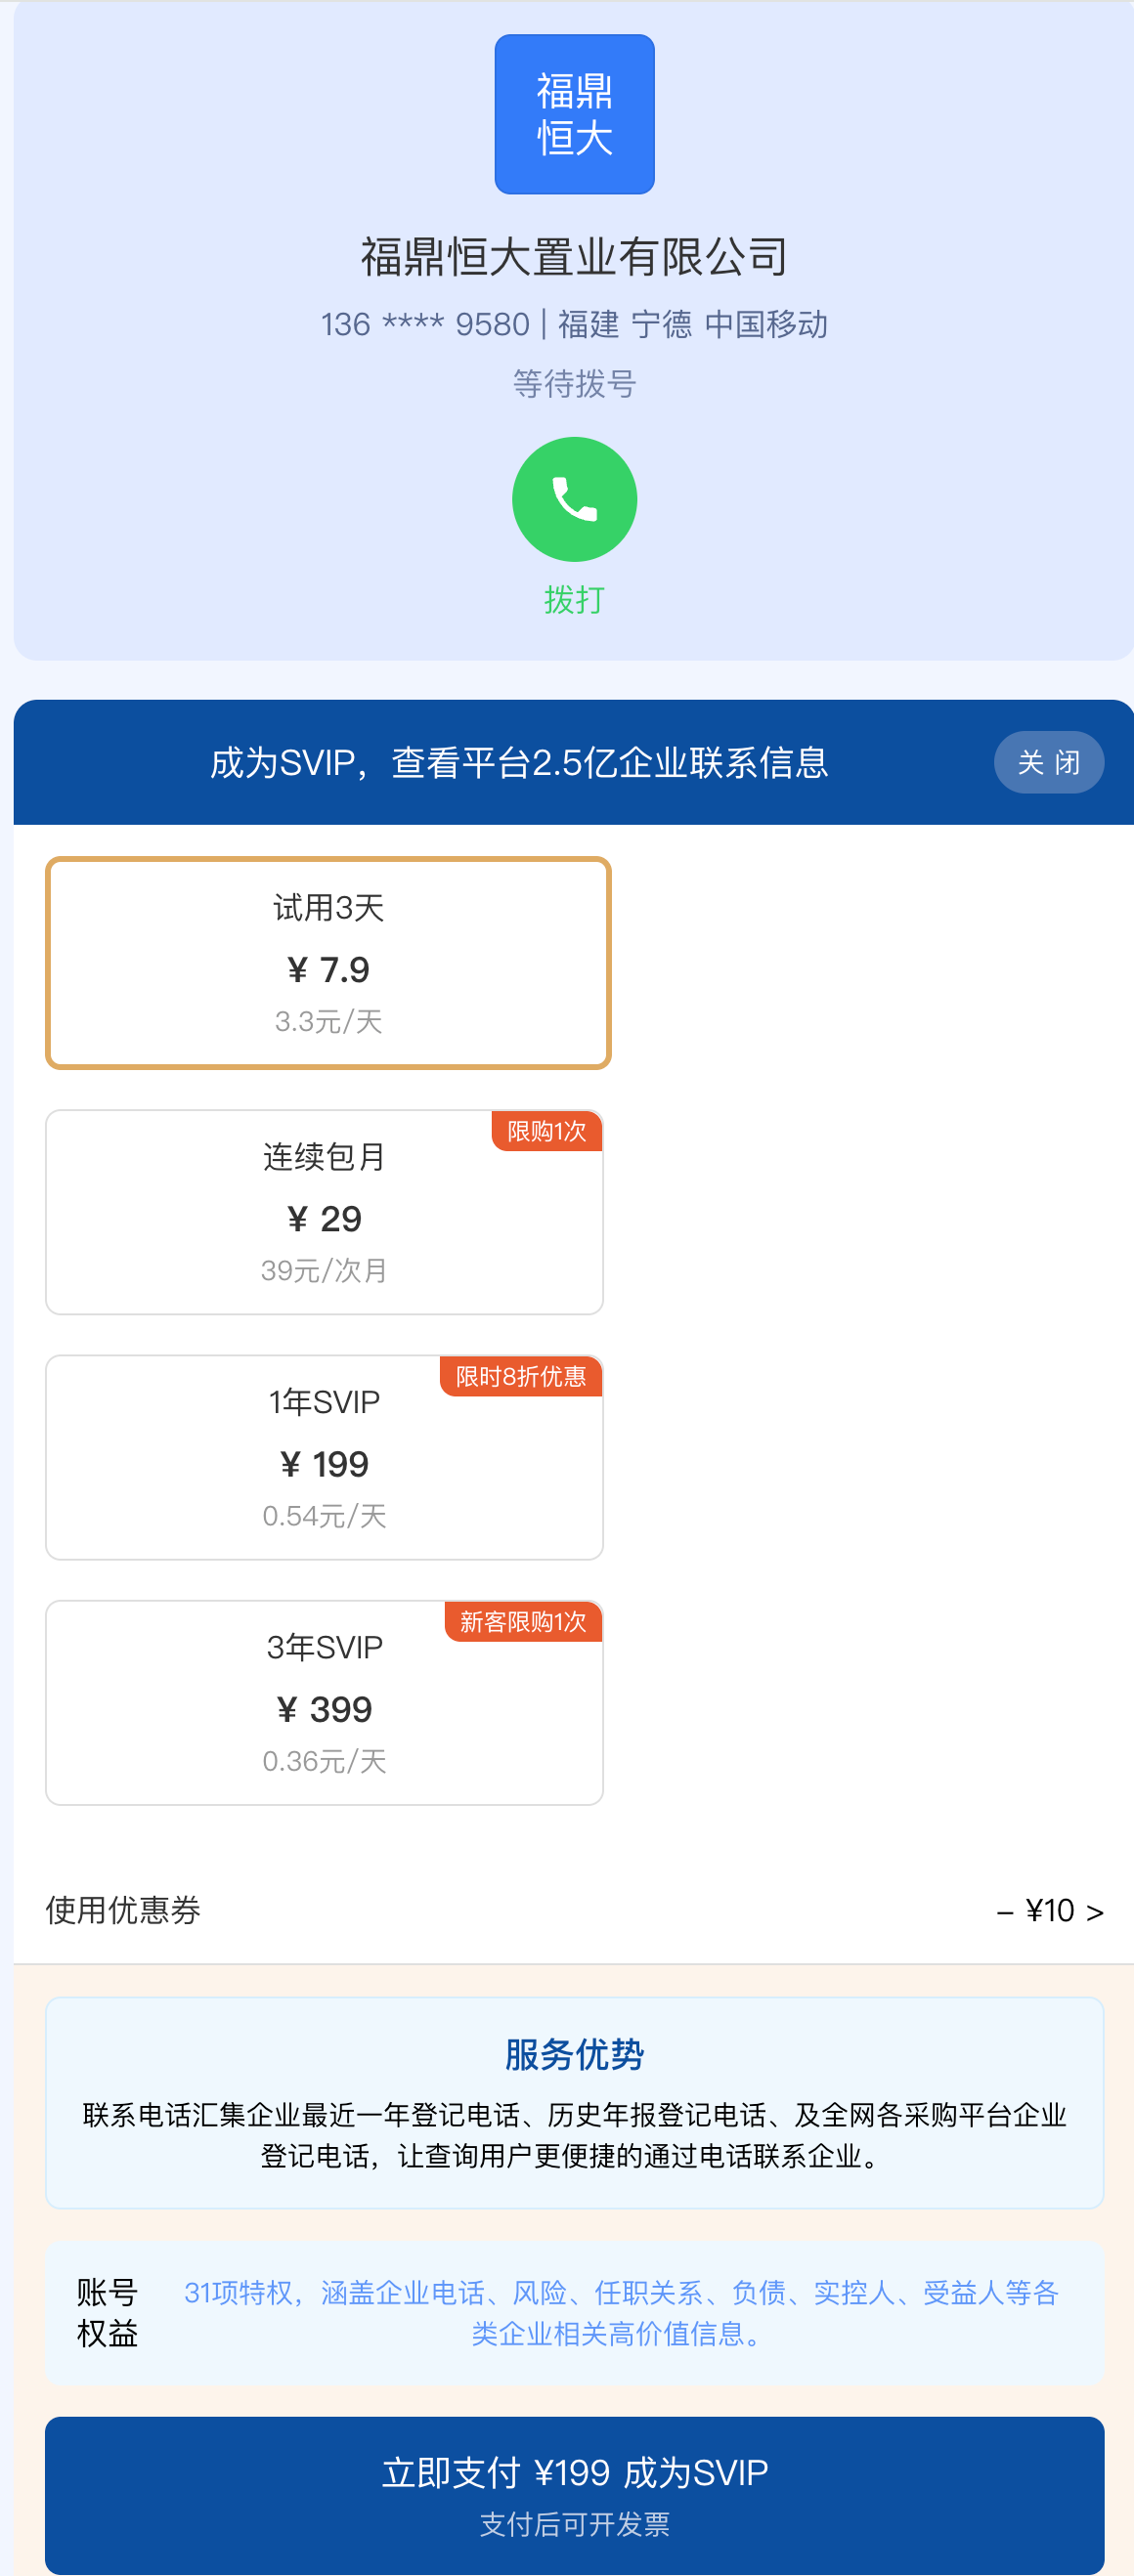 福鼎
恒大
福鼎恒大置业有限公司
136 **** 9580 | 福建 宁德 中国移动
等待拨号
拨打
成为SVIP，查看平台2.5亿企业联系信息
关 闭
试用3天
¥ 7.9
3.3元/天
限购1次
连续包月
¥ 29
39元/次月
限时8折优惠
1年SVIP
¥ 199
0.54元/天
新客限购1次
3年SVIP
¥ 399
0.36元/天
使用优惠券
- ¥10 >
服务优势
联系电话汇集企业最近一年登记电话、历史年报登记电话、及全网各采购平台企业
登记电话，让查询用户更便捷的通过电话联系企业。
账号
权益
31项特权，涵盖企业电话、风险、任职关系、负债、实控人、受益人等各
类企业相关高价值信息。
立即支付 ¥199 成为SVIP
支付后可开发票